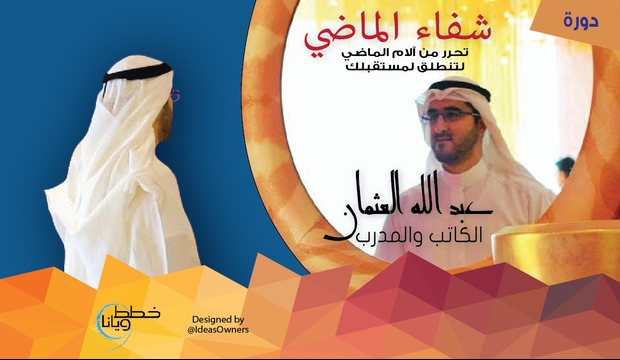 دورة
شفاء الماضي
تحرر من آلام الماضي
لتنطلق لمستقبلك
عبد الله العثمان
الكاتب والمدرب
خطط
ويانا
Designed by
@IdeasOwners